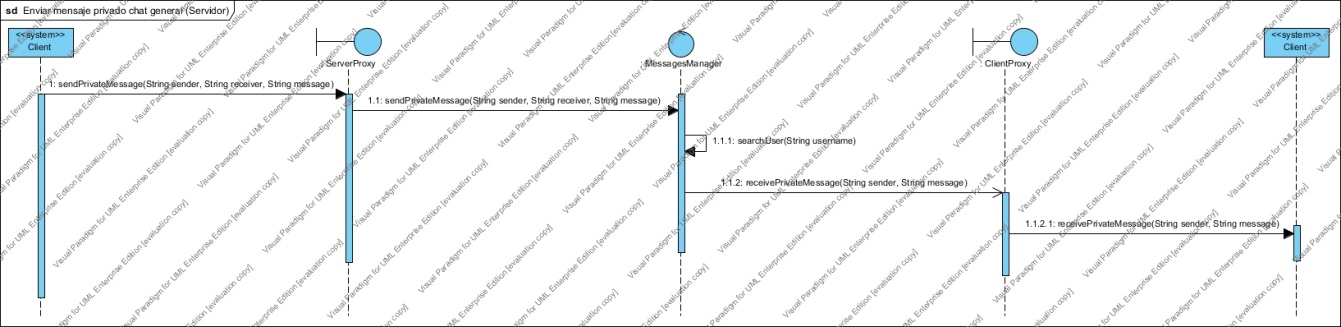 sd Enviar mensaje privado chat general (Servidor)
<<system>>
Client
ServerProxy
MessagesManager
ClientProxy
<<system>>
Client
1: sendPrivateMessage(String sender, String receiver, String message)
1.1: sendPrivateMessage(String sender, String receiver, String message)
1.1.1: searchUser(String username)
1.1.2: receivePrivateMessage(String sender, String message)
1.1.2.1: receivePrivateMessage(String sender, String message)
Visual Paradigm for UML Enterprise Edition [evaluation copy]